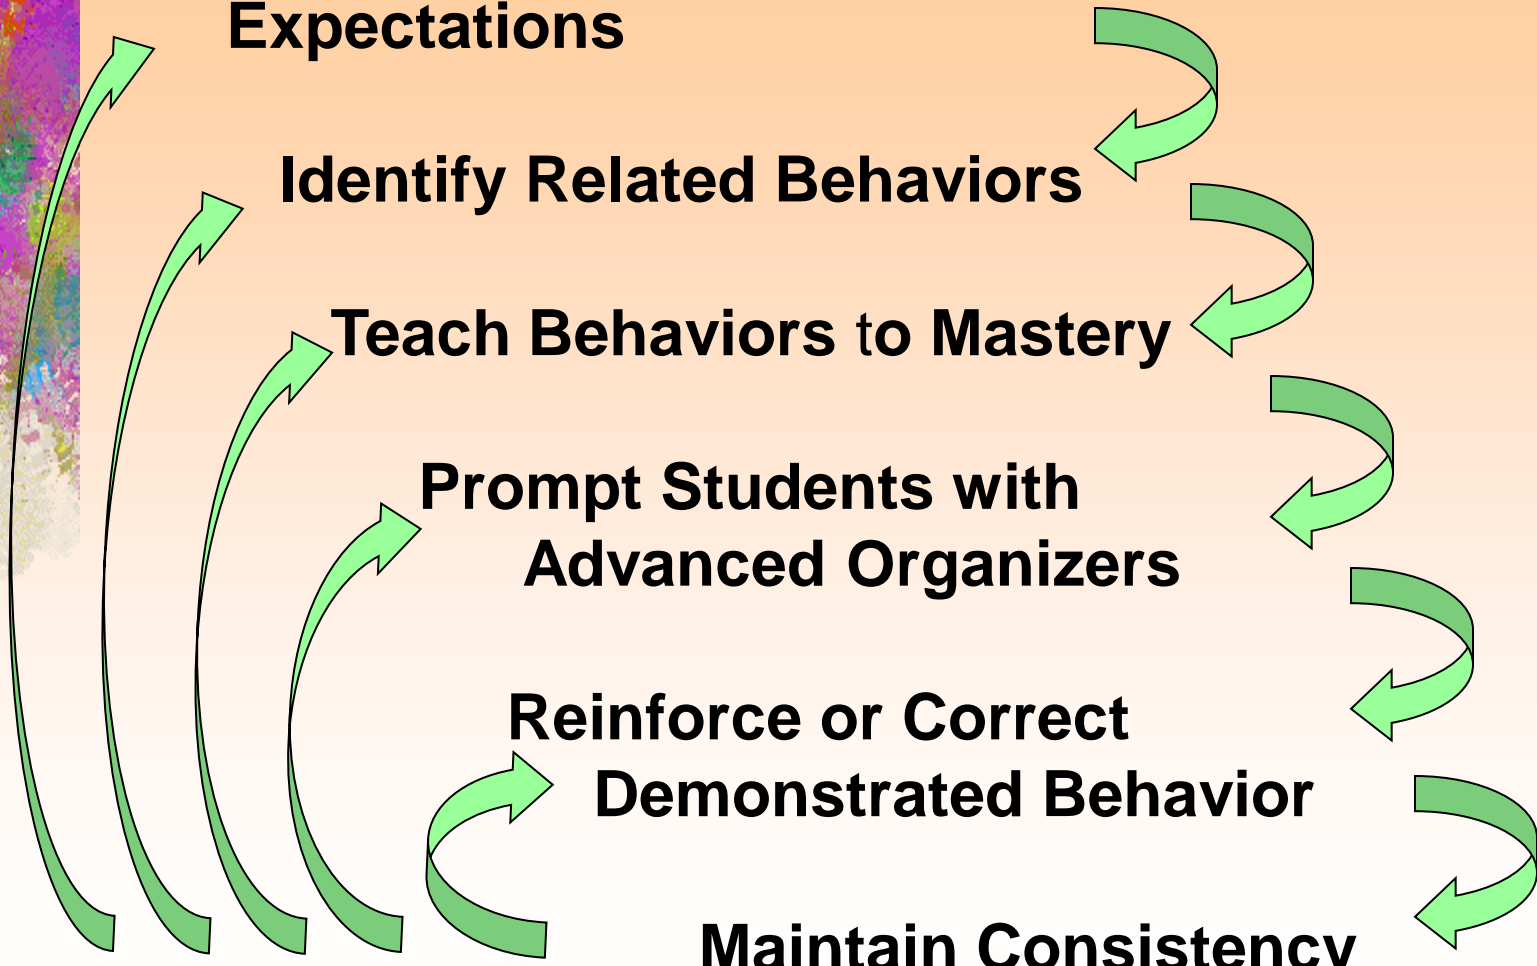 Expectations
Identify Related Behaviors
Teach Behaviors to Mastery
Prompt Students with
Advanced Organizers
Reinforce or Correct
Demonstrated Behavior
Maintain Consistency